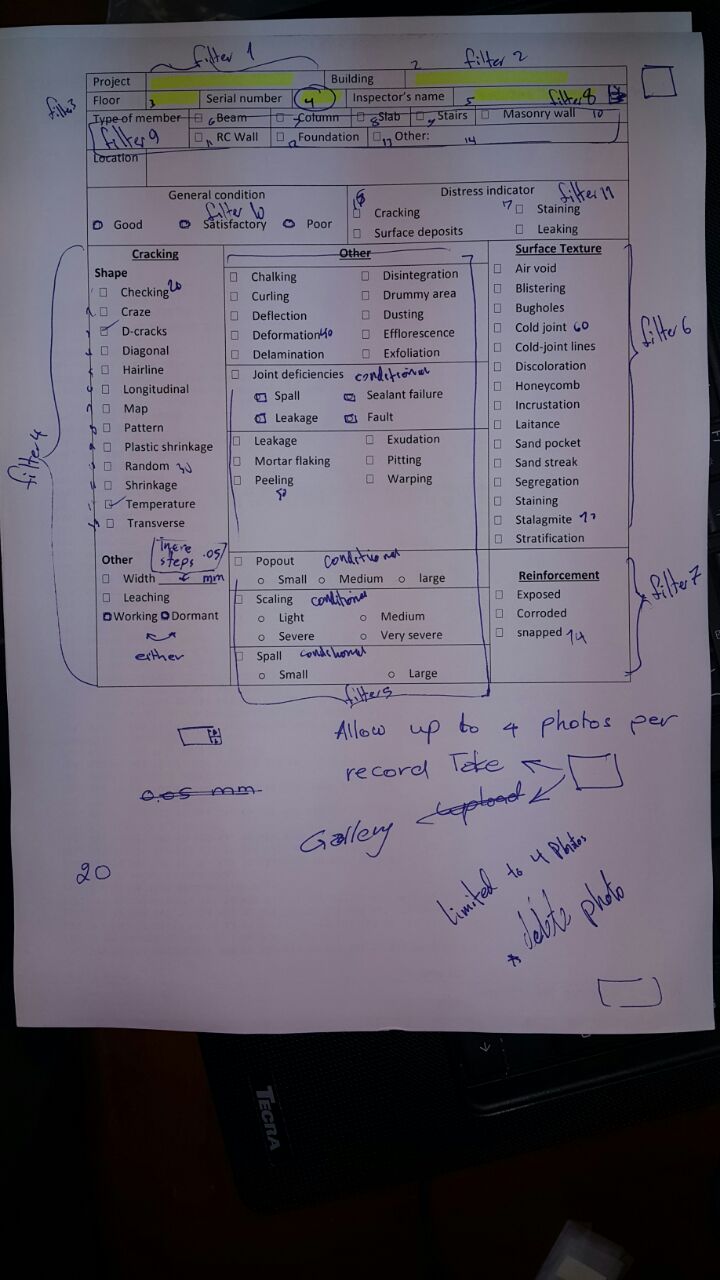 filter 1
2 filter 2
Project Building
filter3 Floor 3 Serial number 4 Inspector's name 5 filter 8
Type of member 6 Beam 7 Column 8 Slab 9 Stairs Masonry wall 10
filter 9 11 RC Wall 12 Foundation 13 Other: 14
Location
General condition Distress indicator filter 11
filter 10
Good Satisfactory Poor
Cracking Staining
Surface deposits Leaking
Cracking
Shape
Checking 20
Craze
D-cracks
Diagonal
Hairline
Longitudinal
Map
Pattern
Plastic shrinkage
Random 30
Shrinkage
Temperature
Transverse
filter 4
Other
steps .05
Width mm
Leaching
Working Dormant
either
Other
Chalking Disintegration
Curling Drummy area
Deflection Dusting
Deformation 40 Efflorescence
Delamination Exfoliation
Joint deficiencies conditional
Spall Sealant failure
Leakage Fault
Leakage Exudation
Mortar flaking Pitting
Peeling Warping
50
Popout conditional
Small Medium large
Scaling conditional
Light Medium
Severe Very severe
Spall conditional
Small Large
filter 5
Surface Texture
Air void
Blistering
Bugholes
Cold joint 60
Cold-joint lines
Discoloration
Honeycomb
Incrustation
Laitance
Sand pocket
Sand streak
Segregation
Staining
Stalagmite
Stratification
filter 6
Reinforcement
Exposed
Corroded
snapped 74
filter 7
Allow up to 4 photos per
record Take
0.05 mm
Gallery Upload
20
limited to 4 Photos
* delete photo
TECRA